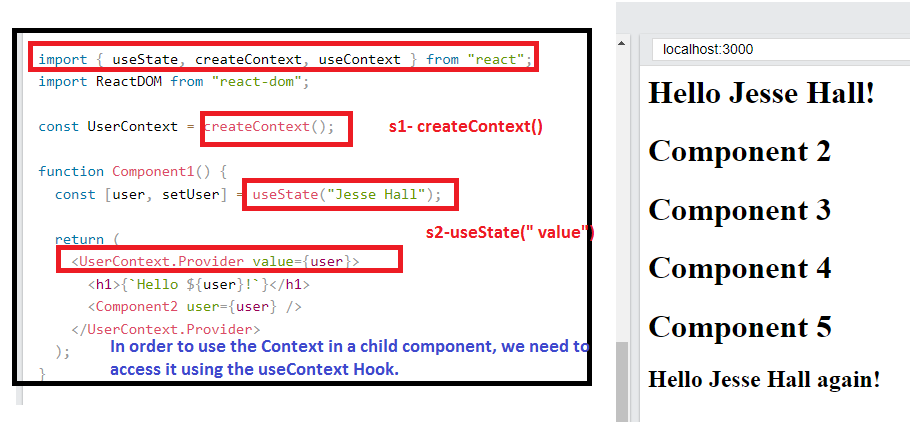 import { useState, createContext, useContext } from "react";
import ReactDOM from "react-dom";
const UserContext = createContext();
s1- createContext()
function Component1() {
const [user, setUser] = useState("Jesse Hall");
s2-useState(" value")
return (
<UserContext.Provider value={user}>
<h1>{`Hello ${user}!`}</h1>
<Component2 user={user} />
</UserContext.Provider>
);
}
In order to use the Context in a child component, we need to
access it using the useContext Hook.
localhost:3000
Hello Jesse Hall!
Component 2
Component 3
Component 4
Component 5
Hello Jesse Hall again!